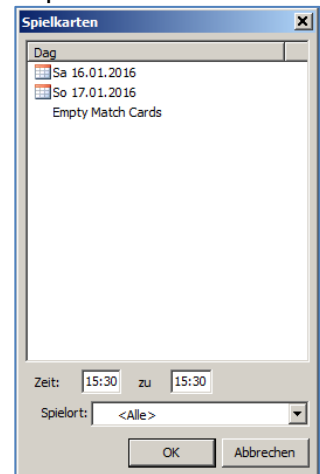 Spielkarten
Dag
Sa 16.01.2016
So 17.01.2016
Empty Match Cards
Zeit: 15:30 zu 15:30
Spielort: <Alle>
OK Abbrechen